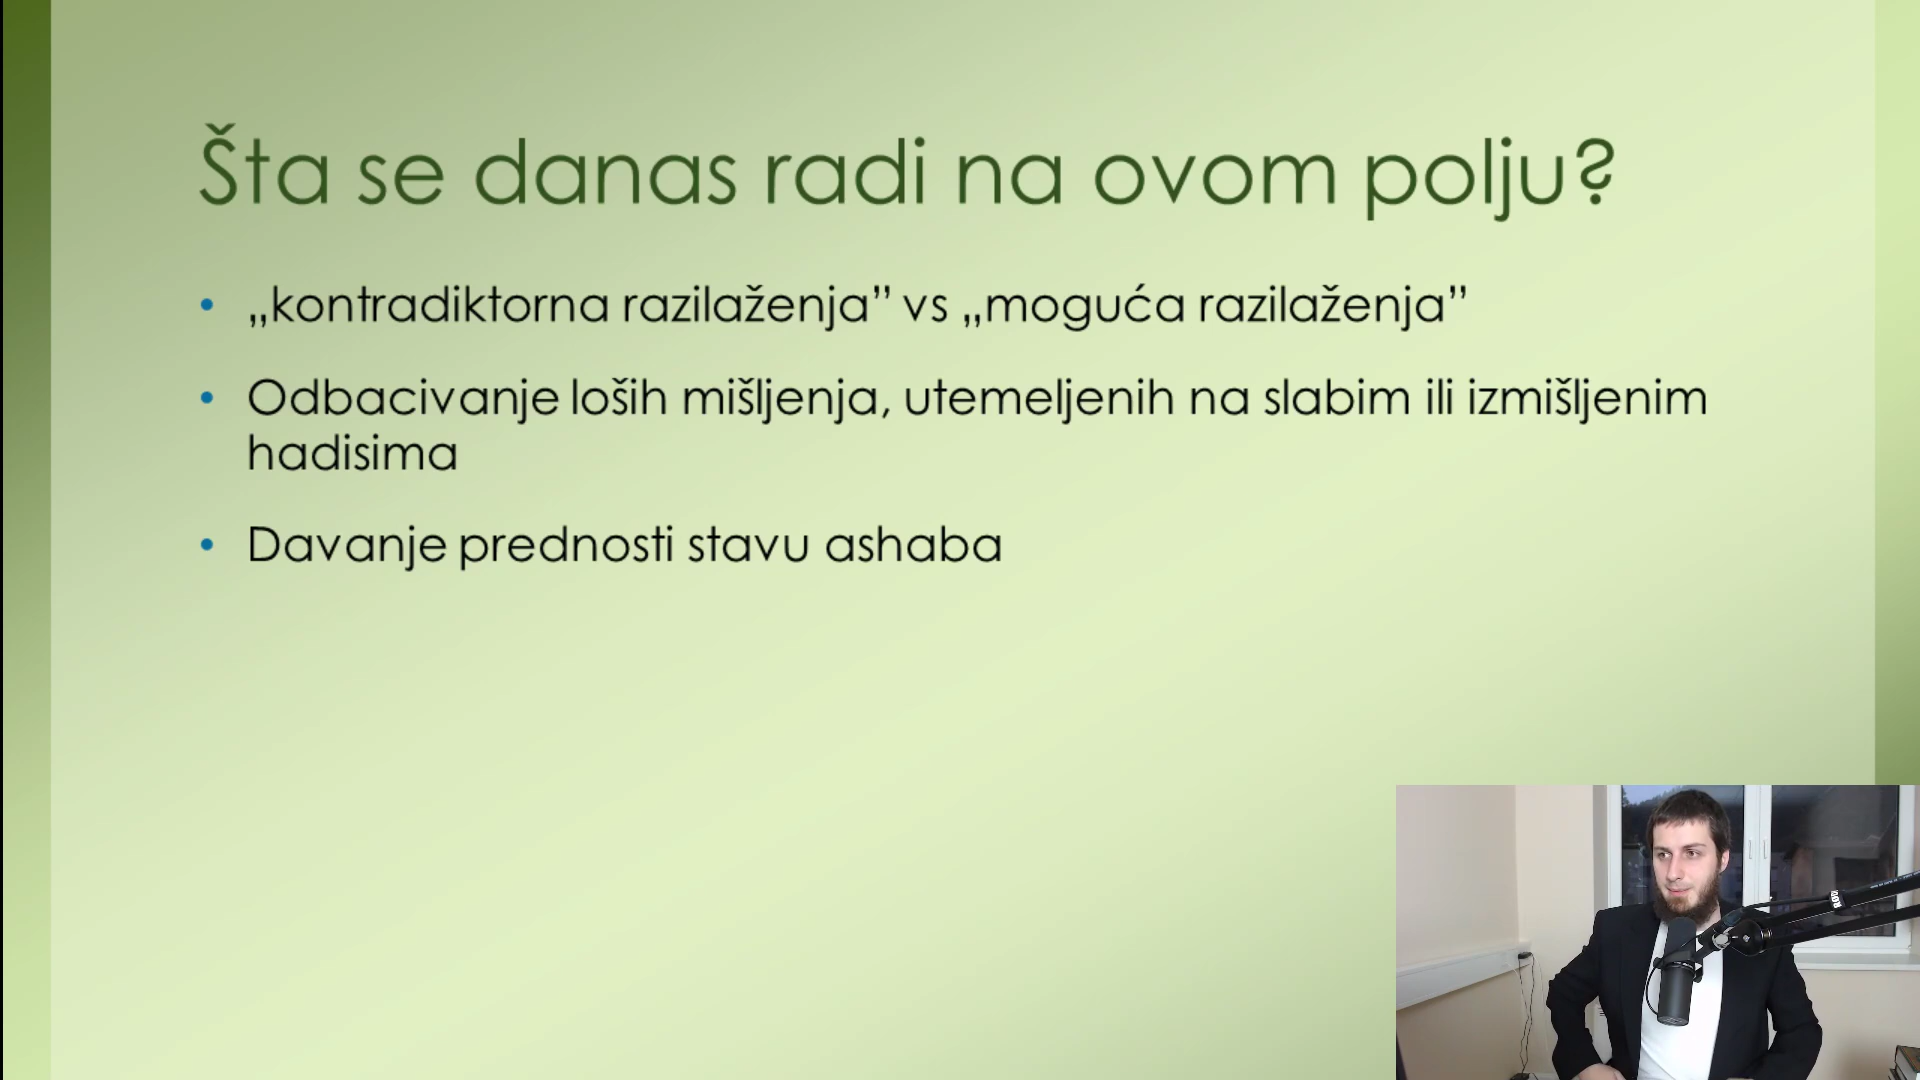 Šta se danas radi na ovom polju?
• „kontradiktorna razilaženja” vs „moguća razilaženja”
• Odbacivanje loših mišljenja, utemeljenih na slabim ili izmišljenim
hadisima
• Davanje prednosti stavu ashaba